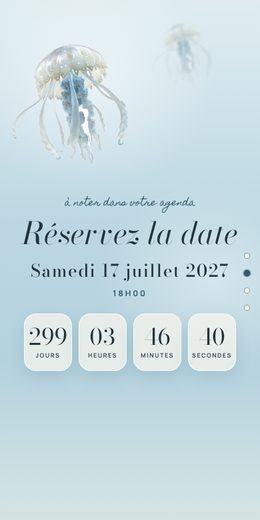 à noter dans votre agenda
Réservez la date
Samedi 17 juillet 2027
18H00
299 03 46 40
JOURS HEURES MINUTES SECONDES